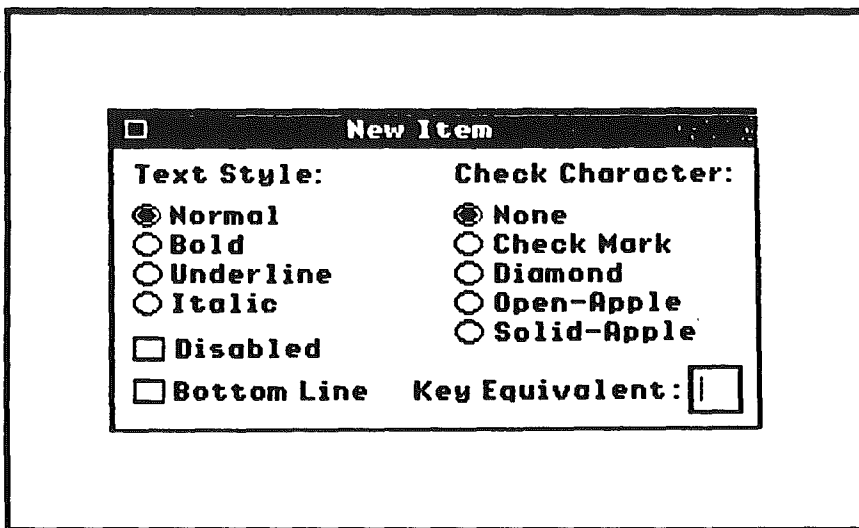 New Item
Text Style:
Normal
Bold
Underline
Italic
Disabled
Bottom Line
Check Character:
None
Check Mark
Diamond
Open-Apple
Solid-Apple
Key Equivalent: